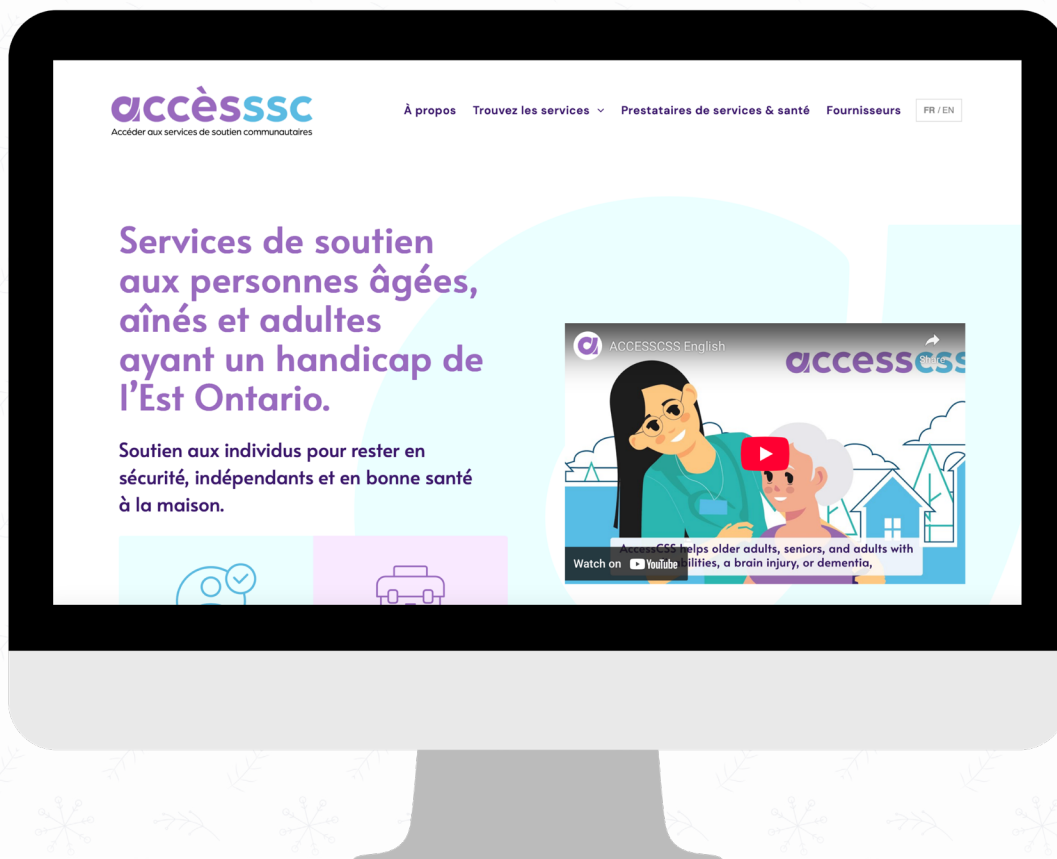 accèsssc
Accéder aux services de soutien communautaires
À propos Trouvez les services Prestataires de services & santé Fournisseurs FR / EN
Services de soutien
aux personnes âgées,
aînés et adultes
ayant un handicap de
l'Est Ontario.
Soutien aux individus pour rester en
sécurité, indépendants et en bonne santé
à la maison.
ACCESSCSS English
Share
accesscss
AccessCSS helps older adults, seniors, and adults with
bilities, a brain injury, or dementia,
Watch on YouTube